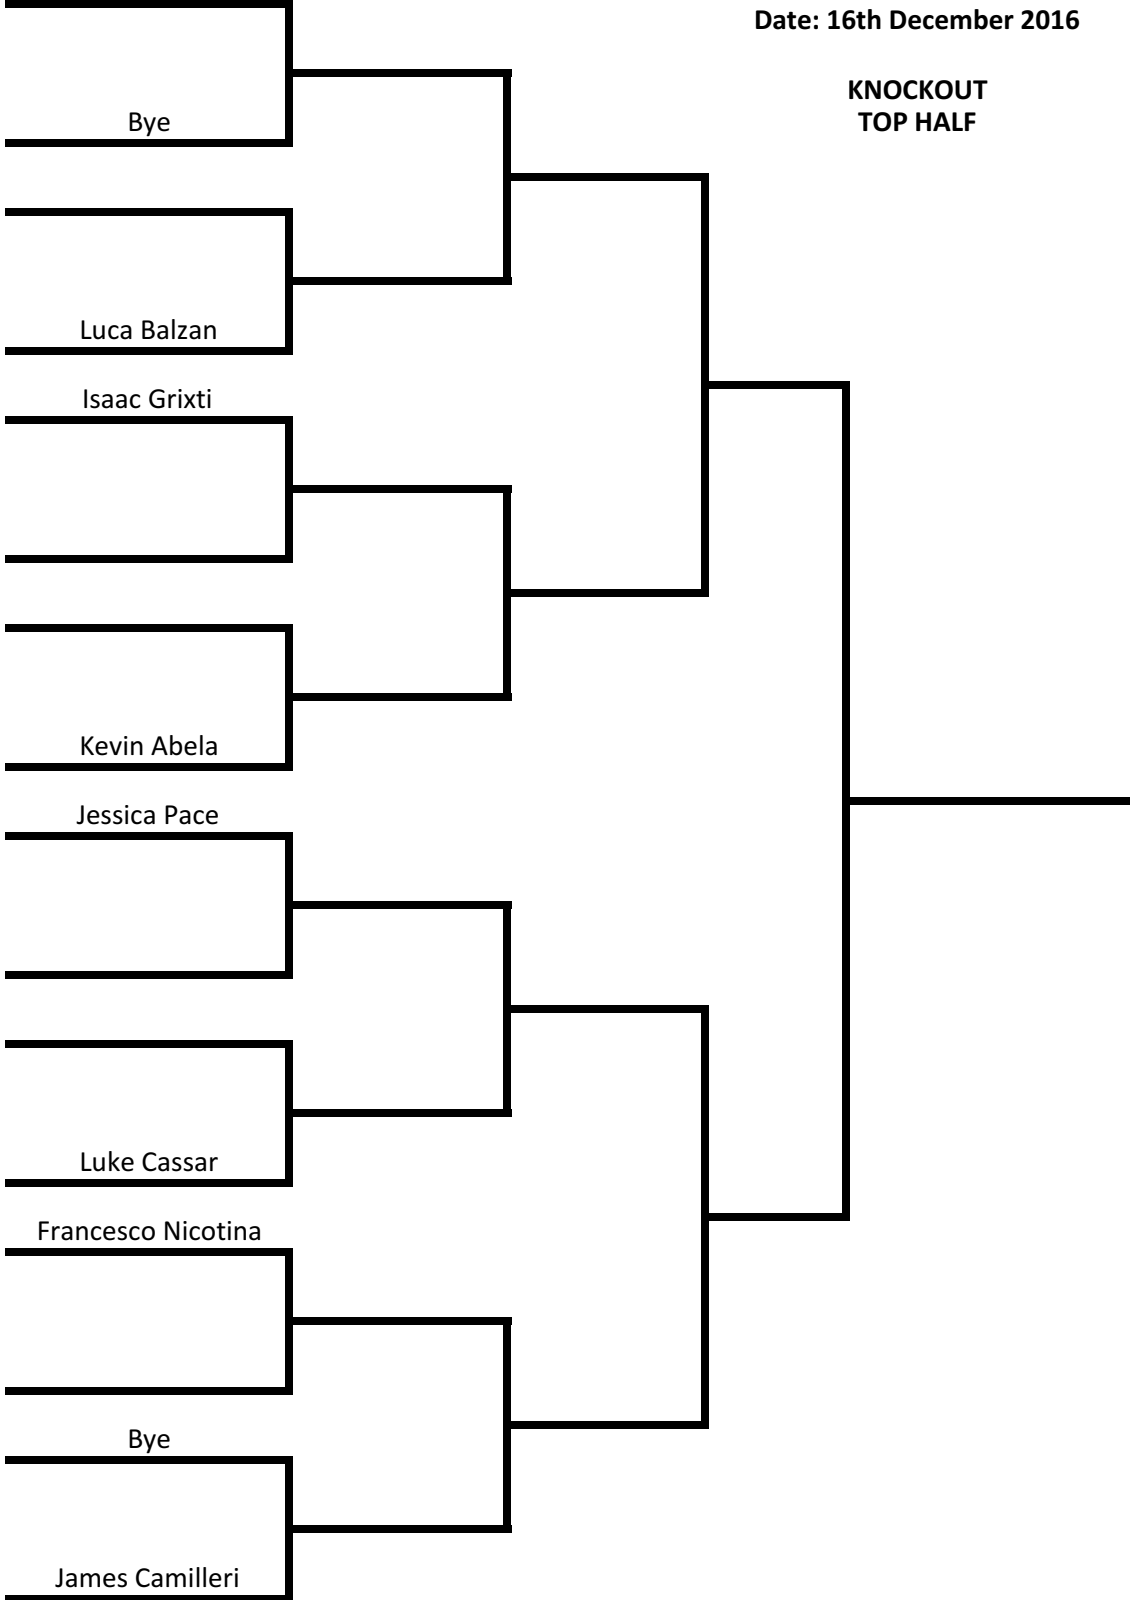 Date: 16th December 2016
KNOCKOUT
TOP HALF
Bye
Luca Balzan
Isaac Grixti
Kevin Abela
Jessica Pace
Luke Cassar
Francesco Nicotina
Bye
James Camilleri